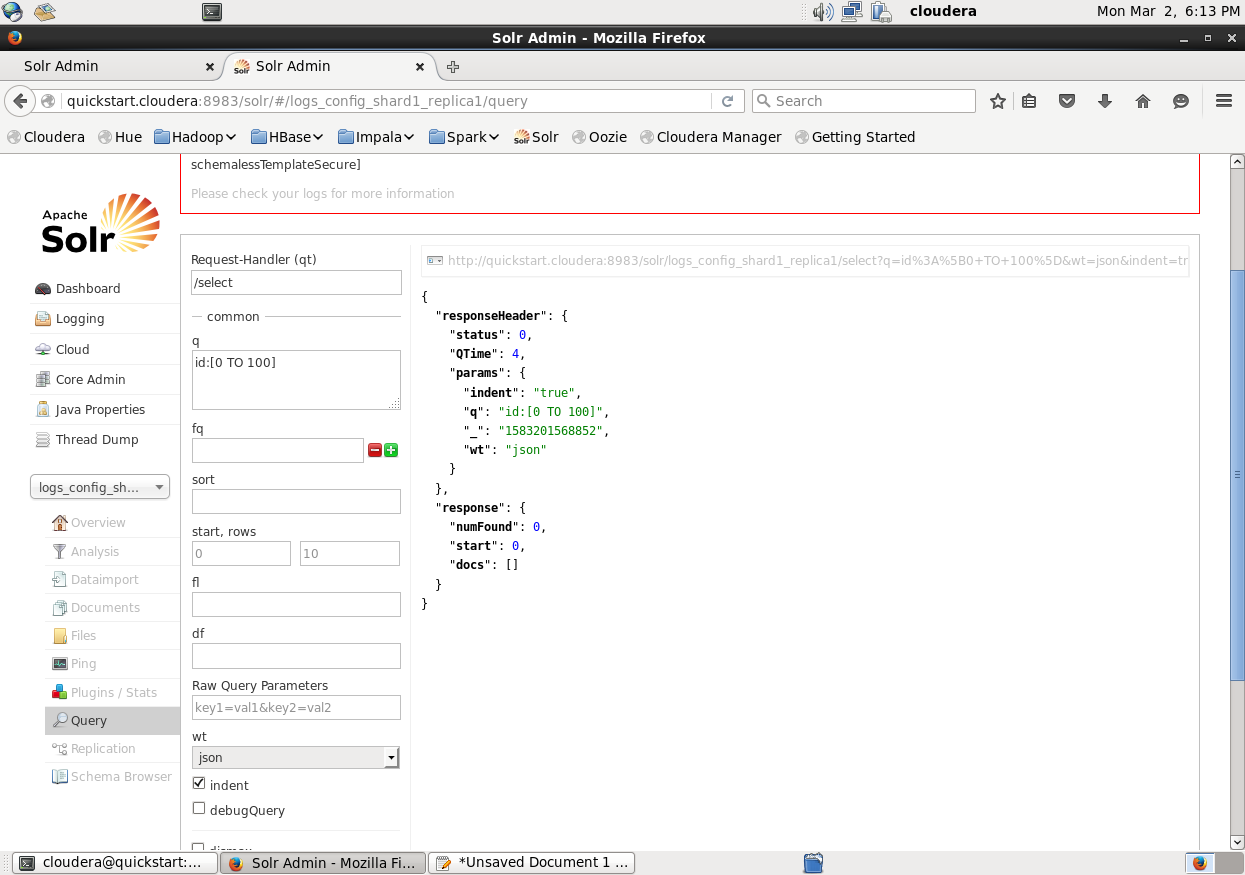 cloudera
Mon Mar 2, 6:13 PM
Solr Admin - Mozilla Firefox
Solr Admin
Solr Admin
quickstart.cloudera:8983/solr/#/logs_config_shard1_replica1/query
Search
Cloudera Hue Hadoop HBase Impala Spark Solr Oozie Cloudera Manager Getting Started
schemalessTemplateSecure]
Please check your logs for more information
Apache
Solr
Dashboard
Logging
Cloud
Core Admin
Java Properties
Thread Dump
logs_config_sh...
Overview
Analysis
Dataimport
Documents
Files
Ping
Plugins / Stats
Query
Replication
Schema Browser
Request-Handler (qt)
/select
common
q
id:[0 TO 100]
fq
sort
start, rows
0 10
fl
df
Raw Query Parameters
key1=val1&key2=val2
wt
json
indent
debugQuery
http://quickstart.cloudera:8983/solr/logs_config_shard1_replica1/select?q=id%3A%5B0+TO+100%5D&wt=json&indent=tr
{
"responseHeader": {
"status": 0,
"QTime": 4,
"params": {
"indent": "true",
"q": "id:[0 TO 100]",
"_": "1583201568852",
"wt": "json"
}
},
"response": {
"numFound": 0,
"start": 0,
"docs": []
}
}
cloudera@quickstart:...
Solr Admin - Mozilla Fi...
*Unsaved Document 1 ...